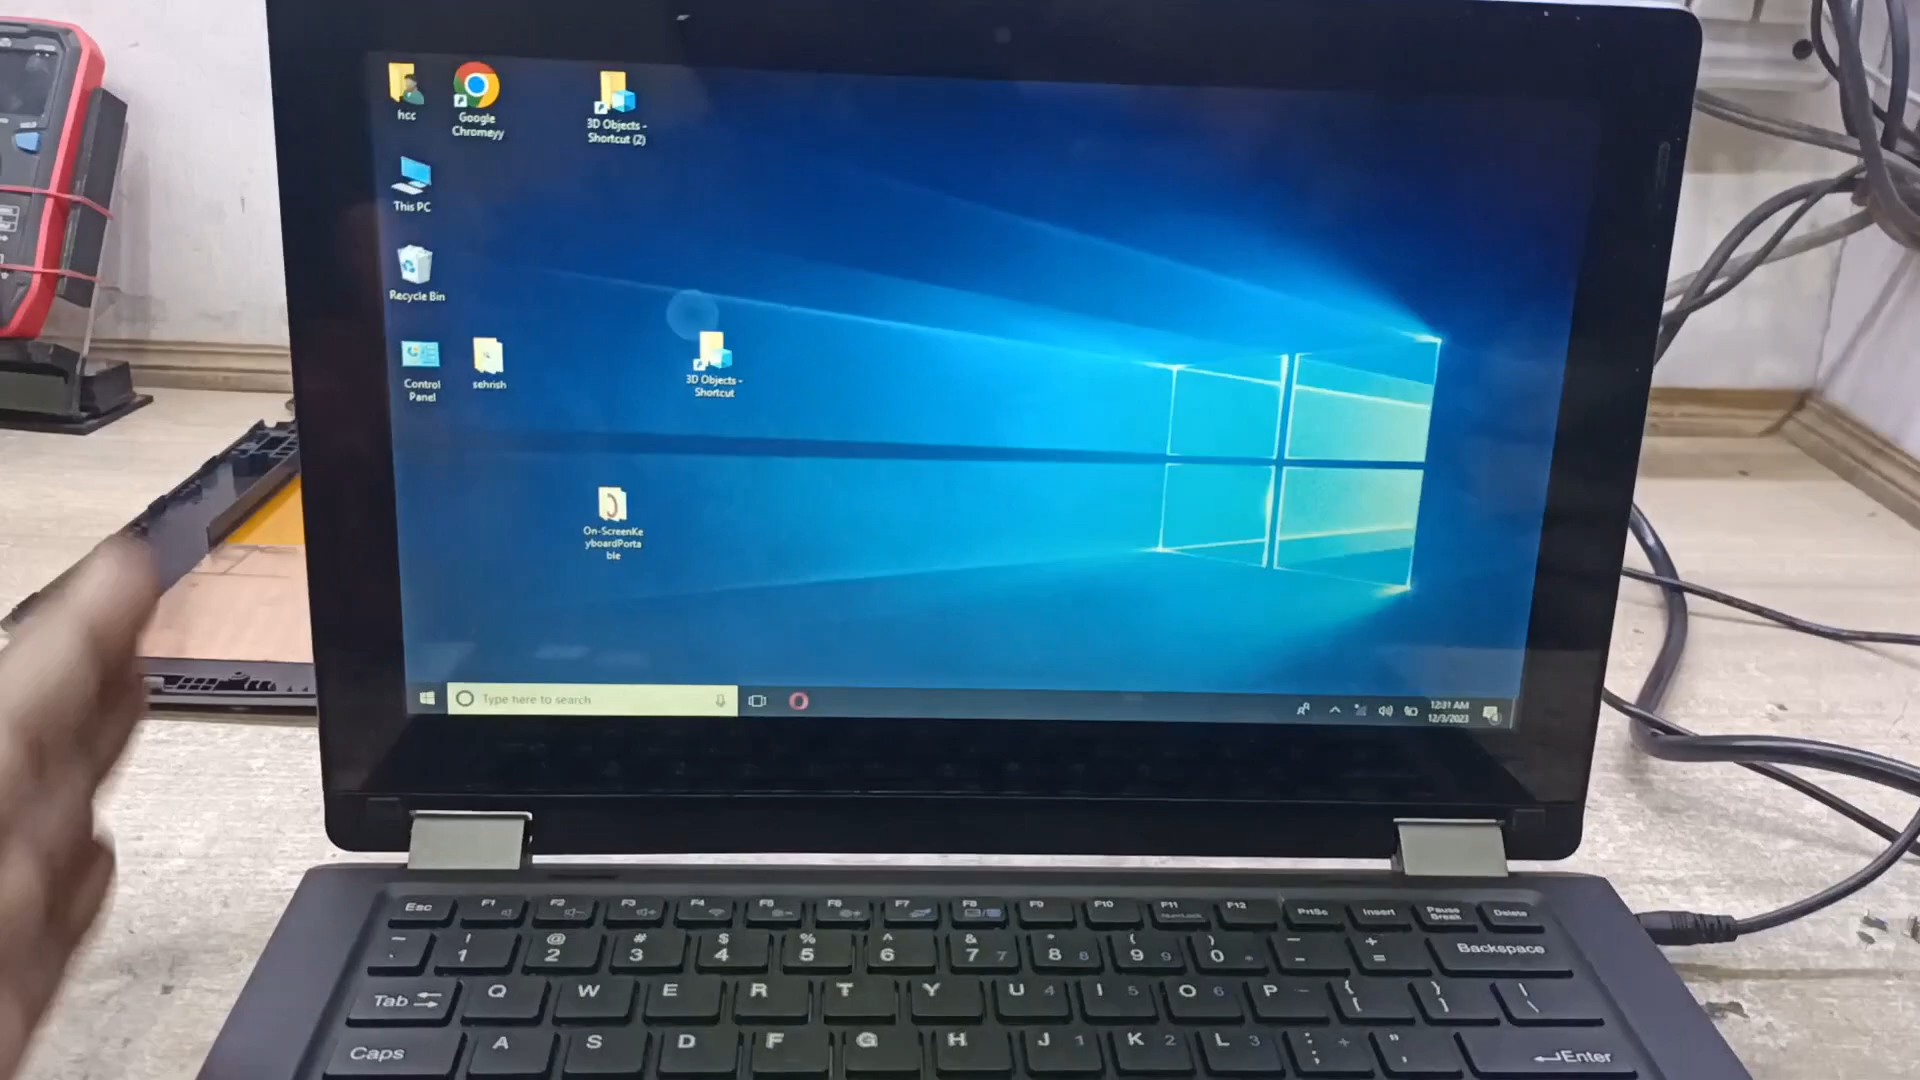 hcc
Google
Chromeyy
3D Objects -
Shortcut (2)
This PC
Recycle Bin
Control
Panel
sehrish
3D Objects -
Shortcut
On-ScreenKe
yboardPorta
ble
Type here to search
12:31 AM
12/3/2023
Esc F1 F2 F3 F4 F5 F6 F7 F8 F9 F10 F11 F12 PrtSc Insert Pause Delete
NumLock Break
! @ # $ % ^ & * ( ) _ +
1 2 3 4 5 6 7 7 8 8 9 9 0 - = Backspace
Tab Q W E R T Y U 4 I 5 O 6 P { [ } ] | \
Caps A S D F G H J 1 K 2 L 3 : ; + " ' Enter